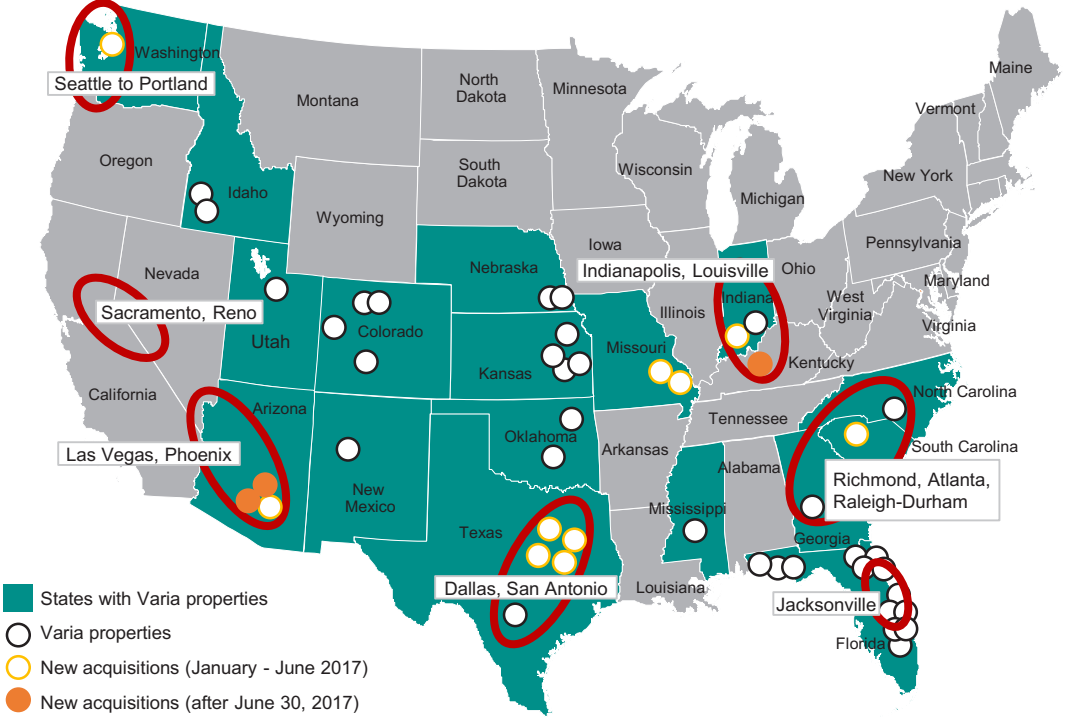 Washington
Seattle to Portland
Montana
North
Dakota
Minnesota
Maine
Vermont
Oregon
Idaho
South
Dakota
Wisconsin
Michigan
New York
Wyoming
Iowa
Pennsylvania
Nevada
Nebraska
Indianapolis, Louisville
Ohio
Maryland
Sacramento, Reno
Utah
Colorado
Illinois
Indiana
West
Virginia
Virginia
Kansas
Missouri
Kentucky
California
Arizona
North Carolina
Tennessee
Las Vegas, Phoenix
Oklahoma
Arkansas
South Carolina
Alabama
Richmond, Atlanta,
Raleigh-Durham
New
Mexico
Texas
Mississippi
Georgia
Dallas, San Antonio
Louisiana
Jacksonville
Florida
States with Varia properties
Varia properties
New acquisitions (January - June 2017)
New acquisitions (after June 30, 2017)